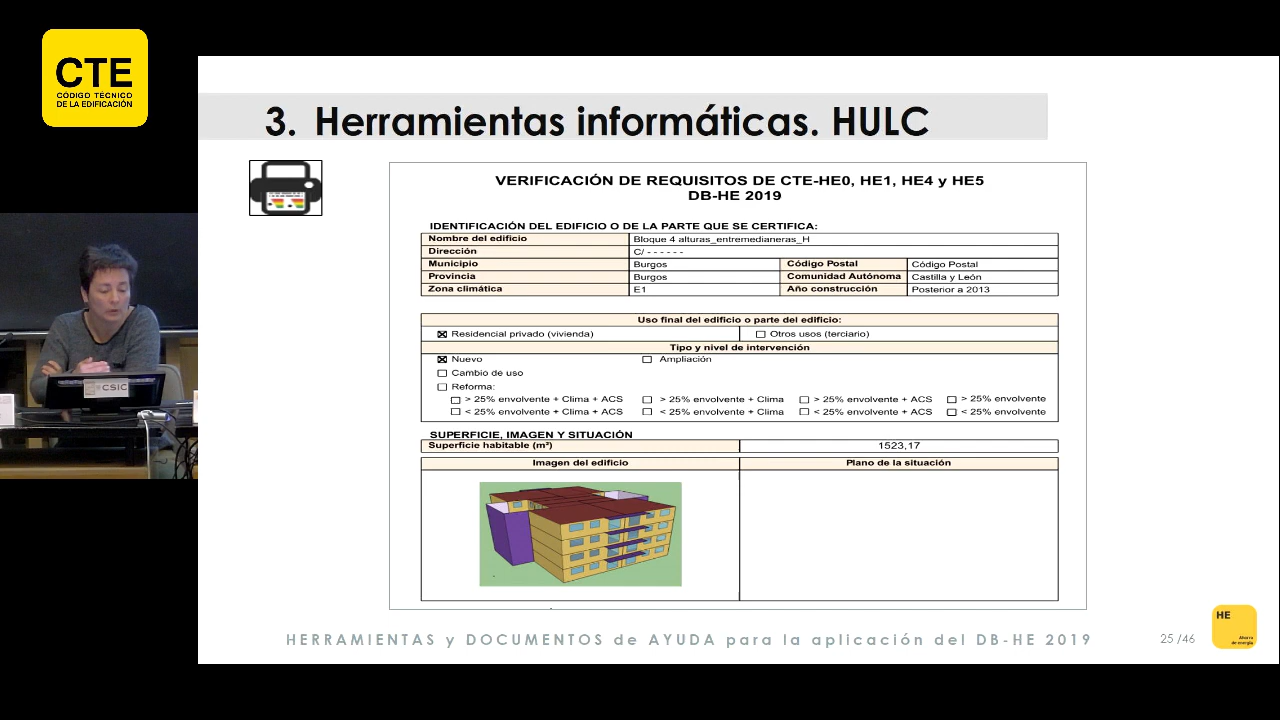 CTE
CÓDIGO TÉCNICO
DE LA EDIFICACIÓN
3. Herramientas informáticas. HULC
VERIFICACIÓN DE REQUISITOS DE CTE-HE0, HE1, HE4 y HE5
DB-HE 2019
IDENTIFICACIÓN DEL EDIFICIO O DE LA PARTE QUE SE CERTIFICA:
Nombre del edificio Bloque 4 alturas_entremedianeras_H
Dirección C/ - - - - - -
Municipio Burgos Código Postal Código Postal
Provincia Burgos Comunidad Autónoma Castilla y León
Zona climática E1 Año construcción Posterior a 2013
Uso final del edificio o parte del edificio:
Residencial privado (vivienda) Otros usos (terciario)
Tipo y nivel de intervención
Nuevo Ampliación
Cambio de uso
Reforma:
> 25% envolvente + Clima + ACS > 25% envolvente + Clima > 25% envolvente + ACS > 25% envolvente
< 25% envolvente + Clima + ACS < 25% envolvente + Clima < 25% envolvente + ACS < 25% envolvente
SUPERFICIE, IMAGEN Y SITUACIÓN
Superficie habitable (m²) 1523,17
Imagen del edificio Plano de la situación
CSIC
HERRAMIENTAS y DOCUMENTOS de AYUDA para la aplicación del DB-HE 2019
25 /46
HE
Ahorro
de energía